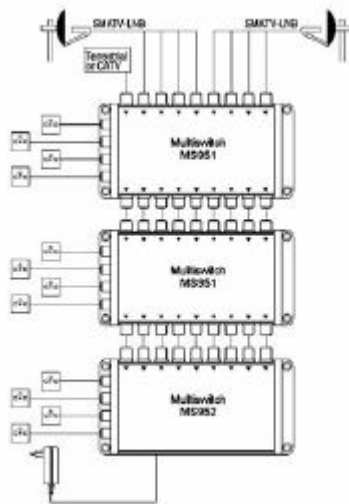 SMATV-LNB
SMATV-LNB
Terrestrial
or CATV
Multiswitch
MS951
Multiswitch
MS951
Multiswitch
MS952